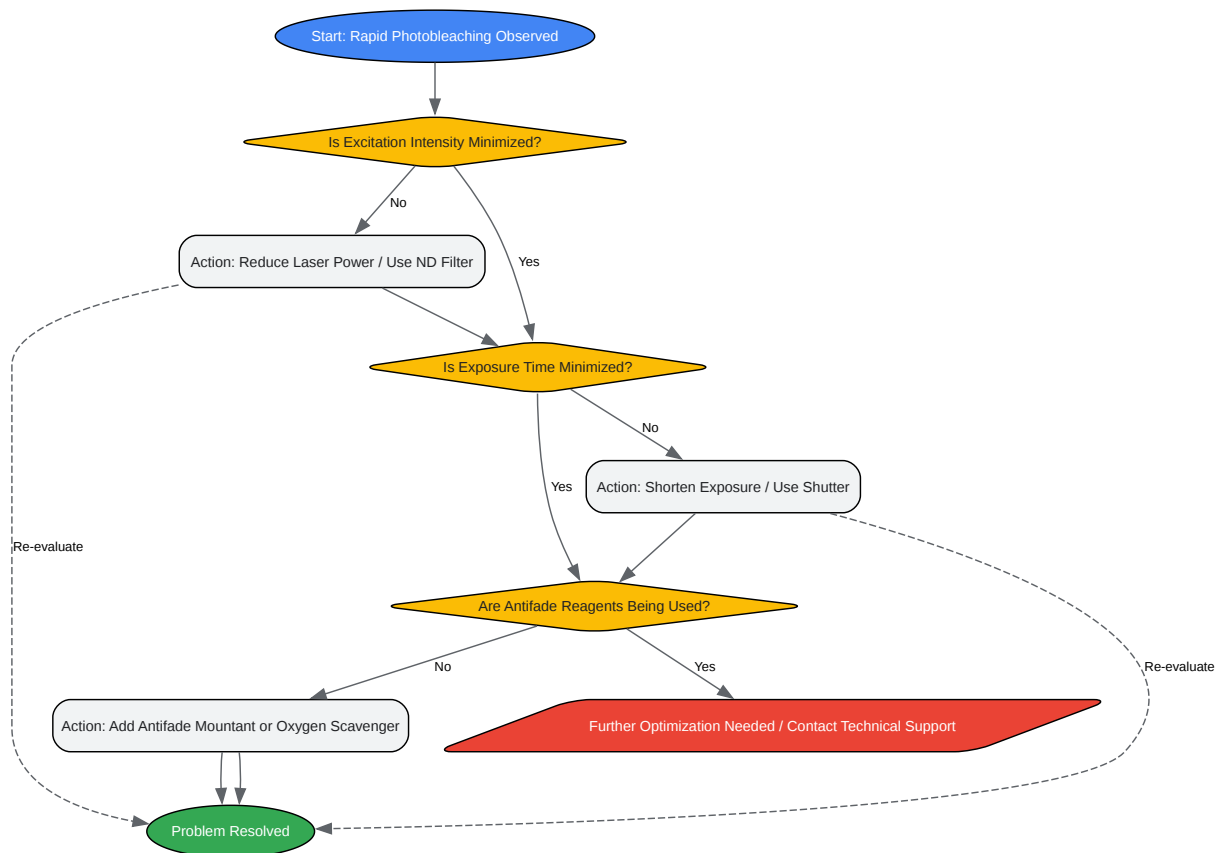 Start: Rapid Photobleaching Observed
Is Excitation Intensity Minimized?
No
Action: Reduce Laser Power / Use ND Filter
Yes
Is Exposure Time Minimized?
No
Yes
Action: Shorten Exposure / Use Shutter
Re-evaluate
Are Antifade Reagents Being Used?
No
Yes
Re-evaluate
Action: Add Antifade Mountant or Oxygen Scavenger
Further Optimization Needed / Contact Technical Support
Problem Resolved